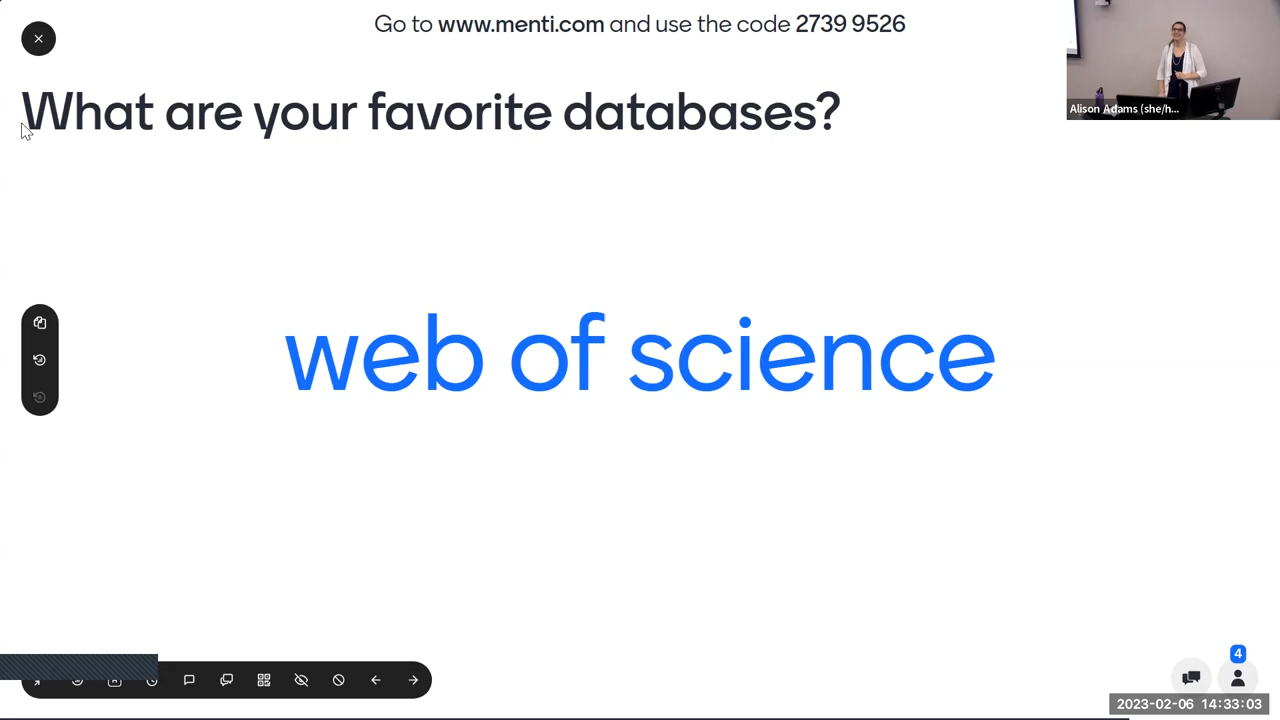 Go to www.menti.com and use the code 2739 9526
What are your favorite databases?
Alison Adams (she/h...
web of science
4
2023-02-06 14:33:03